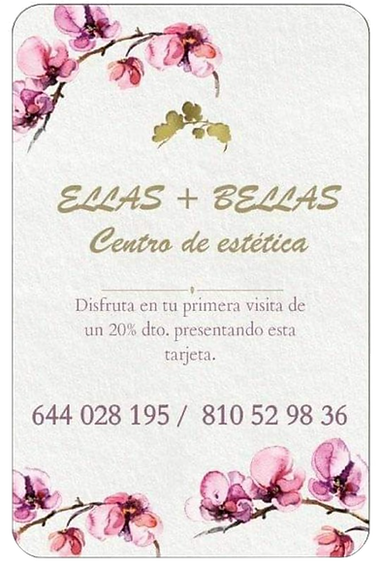 ELLAS + BELLAS
Centro de estética
Disfruta en tu primera visita de
un 20% dto. presentando esta
tarjeta.
644 028 195 / 810 52 98 36